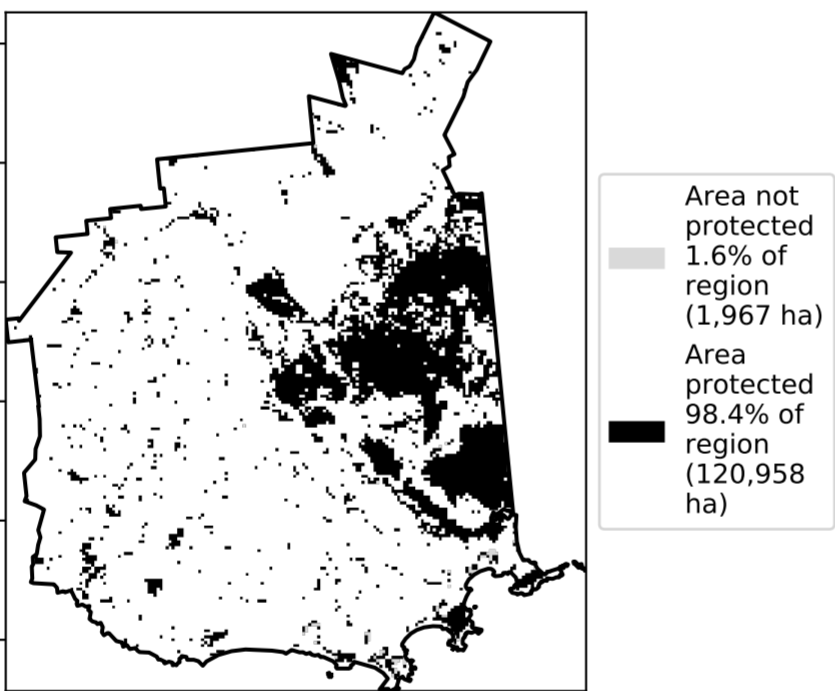 Area not
protected
1.6% of
region
(1,967 ha)
Area
protected
98.4% of
region
(120,958
ha)